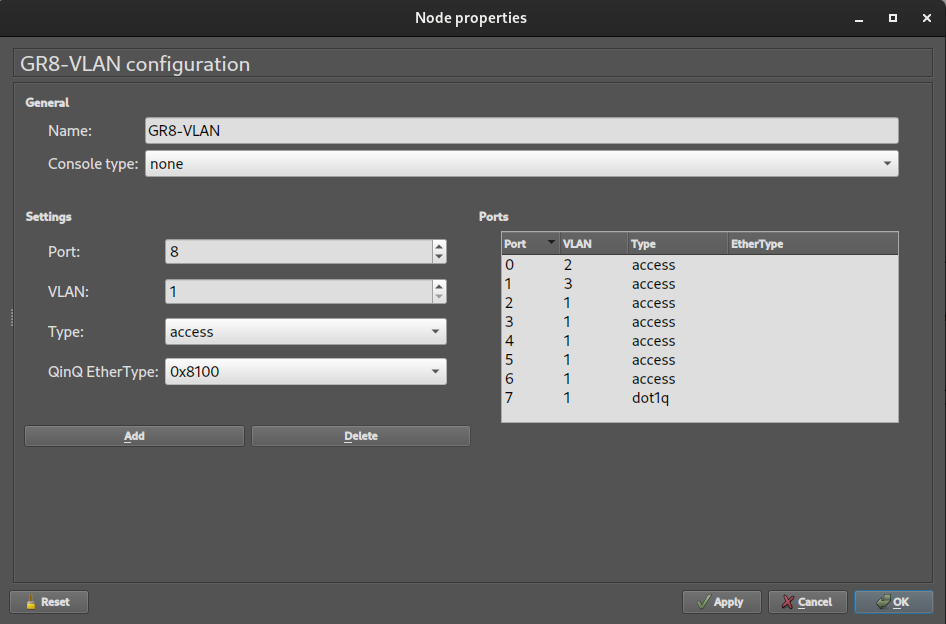 Node properties
GR8-VLAN configuration
General
Name: GR8-VLAN
Console type: none
Settings
Port: 8
VLAN: 1
Type: access
QinQ EtherType: 0x8100
Add Delete
Ports
Port VLAN Type EtherType
0 2 access
1 3 access
2 1 access
3 1 access
4 1 access
5 1 access
6 1 access
7 1 dot1q
Reset Apply Cancel OK